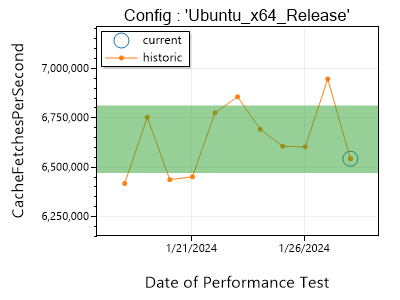 Config : 'Ubuntu_x64_Release'
current
historic
CacheFetchesPerSecond
7,000,000
6,750,000
6,500,000
6,250,000
1/21/2024
1/26/2024
Date of Performance Test